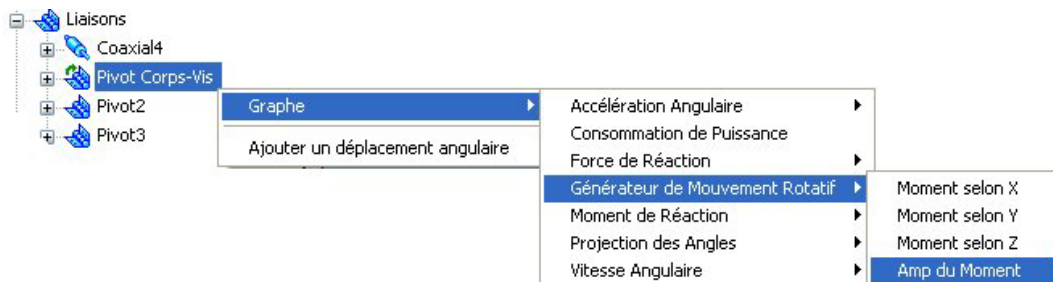 Liaisons
Coaxial4
Pivot Corps-Vis
Pivot2
Pivot3
Graphe
Ajouter un déplacement angulaire
Accélération Angulaire
Consommation de Puissance
Force de Réaction
Générateur de Mouvement Rotatif
Moment de Réaction
Projection des Angles
Vitesse Angulaire
Moment selon X
Moment selon Y
Moment selon Z
Amp du Moment